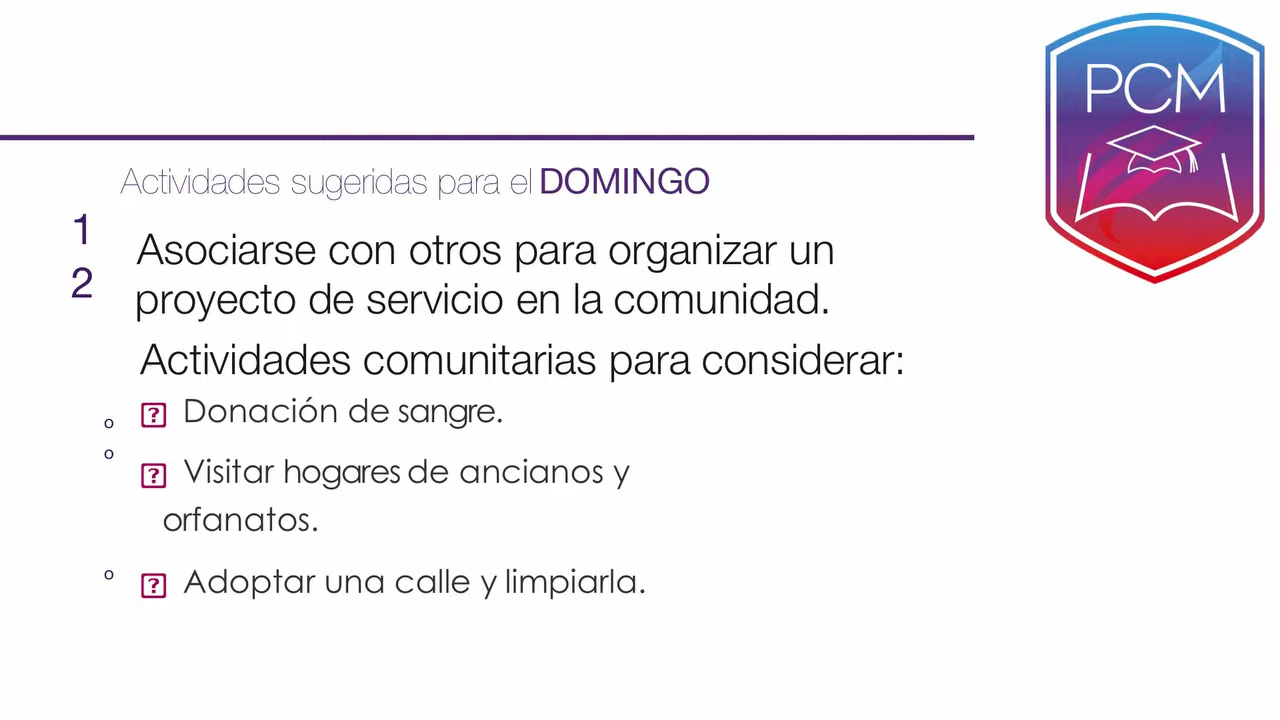 PCM
Actividades sugeridas para el DOMINGO
1
2
Asociarse con otros para organizar un
proyecto de servicio en la comunidad.
Actividades comunitarias para considerar:
o ? Donación de sangre.
o ? Visitar hogares de ancianos y
orfanatos.
o ? Adoptar una calle y limpiarla.